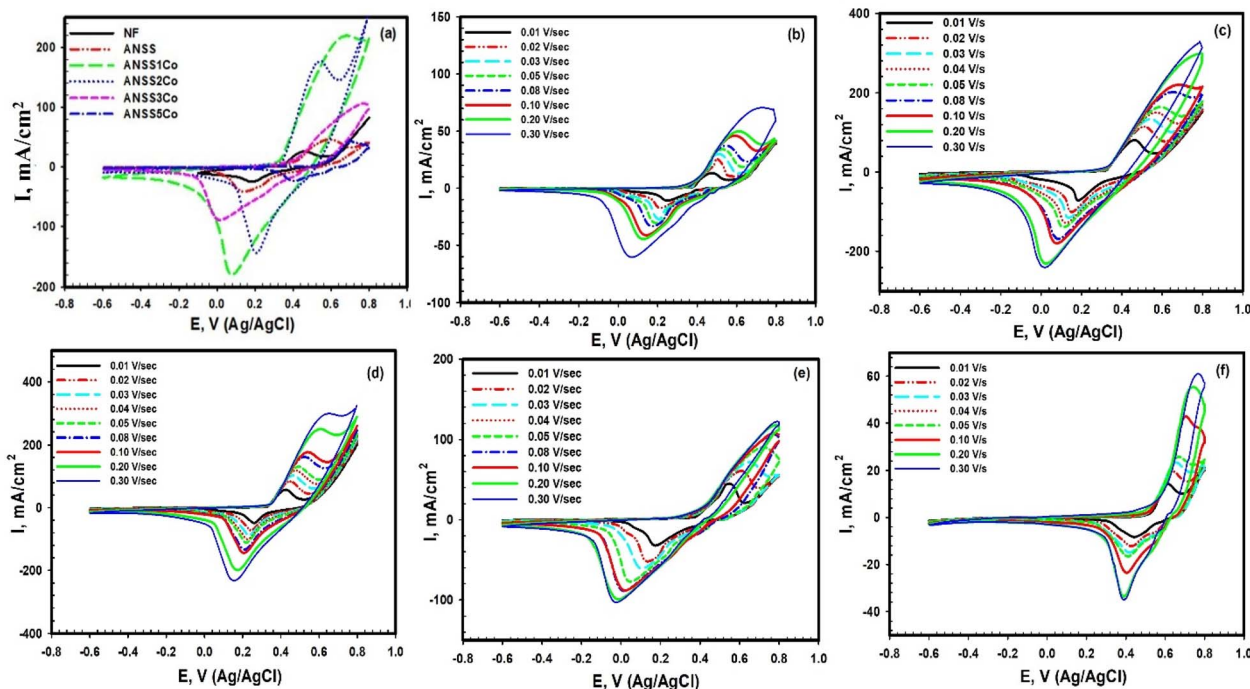 (a)
NF
ANSS
ANSS1Co
ANSS2Co
ANSS3Co
ANSS5Co
I, mA/cm²
200
100
0
-100
-200
-0.8 -0.6 -0.4 -0.2 0.0 0.2 0.4 0.6 0.8 1.0
E, V (Ag/AgCl)
(b)
0.01 V/sec
0.02 V/sec
0.03 V/sec
0.05 V/sec
0.08 V/sec
0.10 V/sec
0.20 V/sec
0.30 V/sec
I, mA/cm²
150
100
50
0
-50
-100
-0.8 -0.6 -0.4 -0.2 0.0 0.2 0.4 0.6 0.8 1.0
E, V (Ag/AgCl)
(c)
0.01 V/s
0.02 V/s
0.03 V/s
0.04 V/s
0.05 V/s
0.08 V/s
0.10 V/s
0.20 V/s
0.30 V/s
I, mA/cm²
400
200
0
-200
-0.8 -0.6 -0.4 -0.2 0.0 0.2 0.4 0.6 0.8 1.0
E, V (Ag/AgCl)
(d)
0.01 V/sec
0.02 V/sec
0.03 V/sec
0.04 V/sec
0.05 V/sec
0.08 V/sec
0.10 V/sec
0.20 V/sec
0.30 V/sec
I, mA/cm²
400
200
0
-200
-400
-0.8 -0.6 -0.4 -0.2 0.0 0.2 0.4 0.6 0.8 1.0
E, V (Ag/AgCl)
(e)
0.01 V/sec
0.02 V/sec
0.03 V/sec
0.04 V/sec
0.05 V/sec
0.08 V/sec
0.10 V/sec
0.20 V/sec
0.30 V/sec
I, mA/cm²
200
100
0
-100
-0.8 -0.6 -0.4 -0.2 0.0 0.2 0.4 0.6 0.8 1.0
E, V (Ag/AgCl)
(f)
0.01 V/s
0.02 V/s
0.03 V/s
0.04 V/s
0.05 V/s
0.10 V/s
0.20 V/s
0.30 V/s
I, mA/cm²
60
40
20
0
-20
-40
-0.8 -0.6 -0.4 -0.2 0.0 0.2 0.4 0.6 0.8 1.0
E, V (Ag/AgCl)